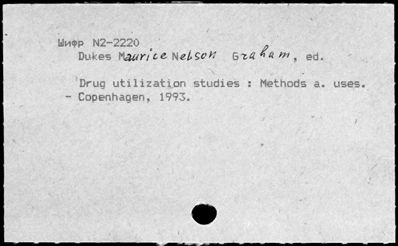 Шифр N2-2220
Dukes Maurice Nelson Graham, ed.
Drug utilization studies : Methods a. uses.
- Copenhagen, 1993.